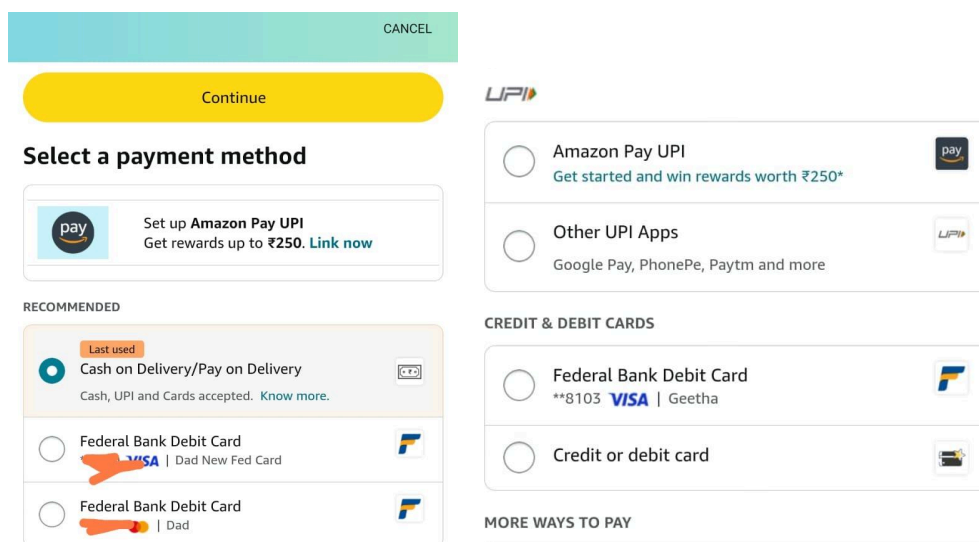 CANCEL
Continue
Select a payment method
pay
Set up Amazon Pay UPI
Get rewards up to ₹250. Link now
RECOMMENDED
Last used
Cash on Delivery/Pay on Delivery
Cash, UPI and Cards accepted. Know more.
Federal Bank Debit Card
VISA | Dad New Fed Card
Federal Bank Debit Card
| Dad
UPI
Amazon Pay UPI
pay
Get started and win rewards worth ₹250*
Other UPI Apps
UPI
Google Pay, PhonePe, Paytm and more
CREDIT & DEBIT CARDS
Federal Bank Debit Card
**8103 VISA | Geetha
Credit or debit card
MORE WAYS TO PAY